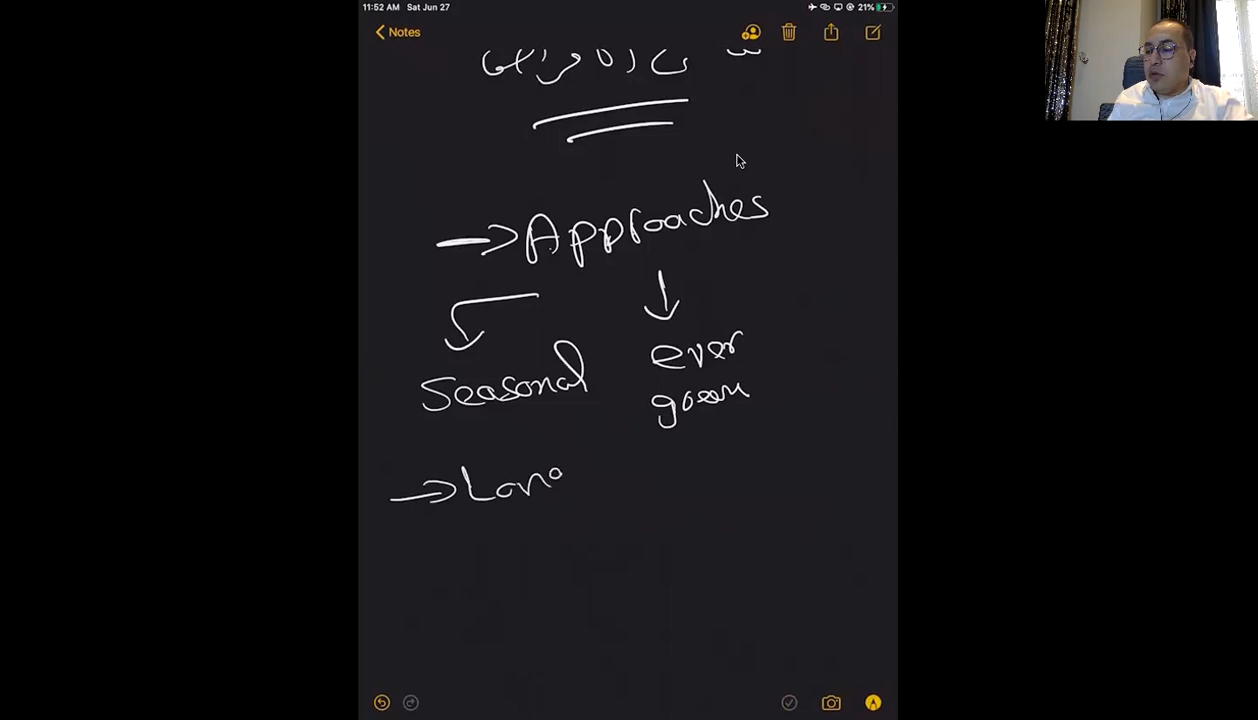 11:52 AM Sat Jun 27
21%
Notes
→ Approaches
Seasonal
ever
green